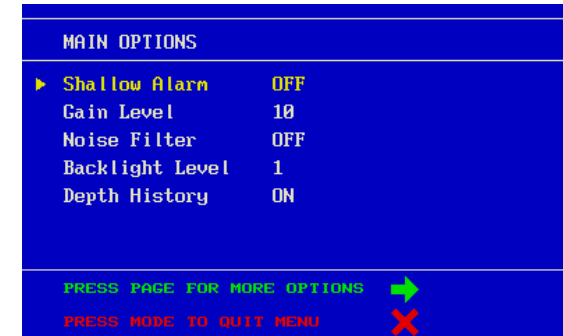 MAIN OPTIONS
Shallow Alarm OFF
Gain Level 10
Noise Filter OFF
Backlight Level 1
Depth History ON
PRESS PAGE FOR MORE OPTIONS
PRESS MODE TO QUIT MENU